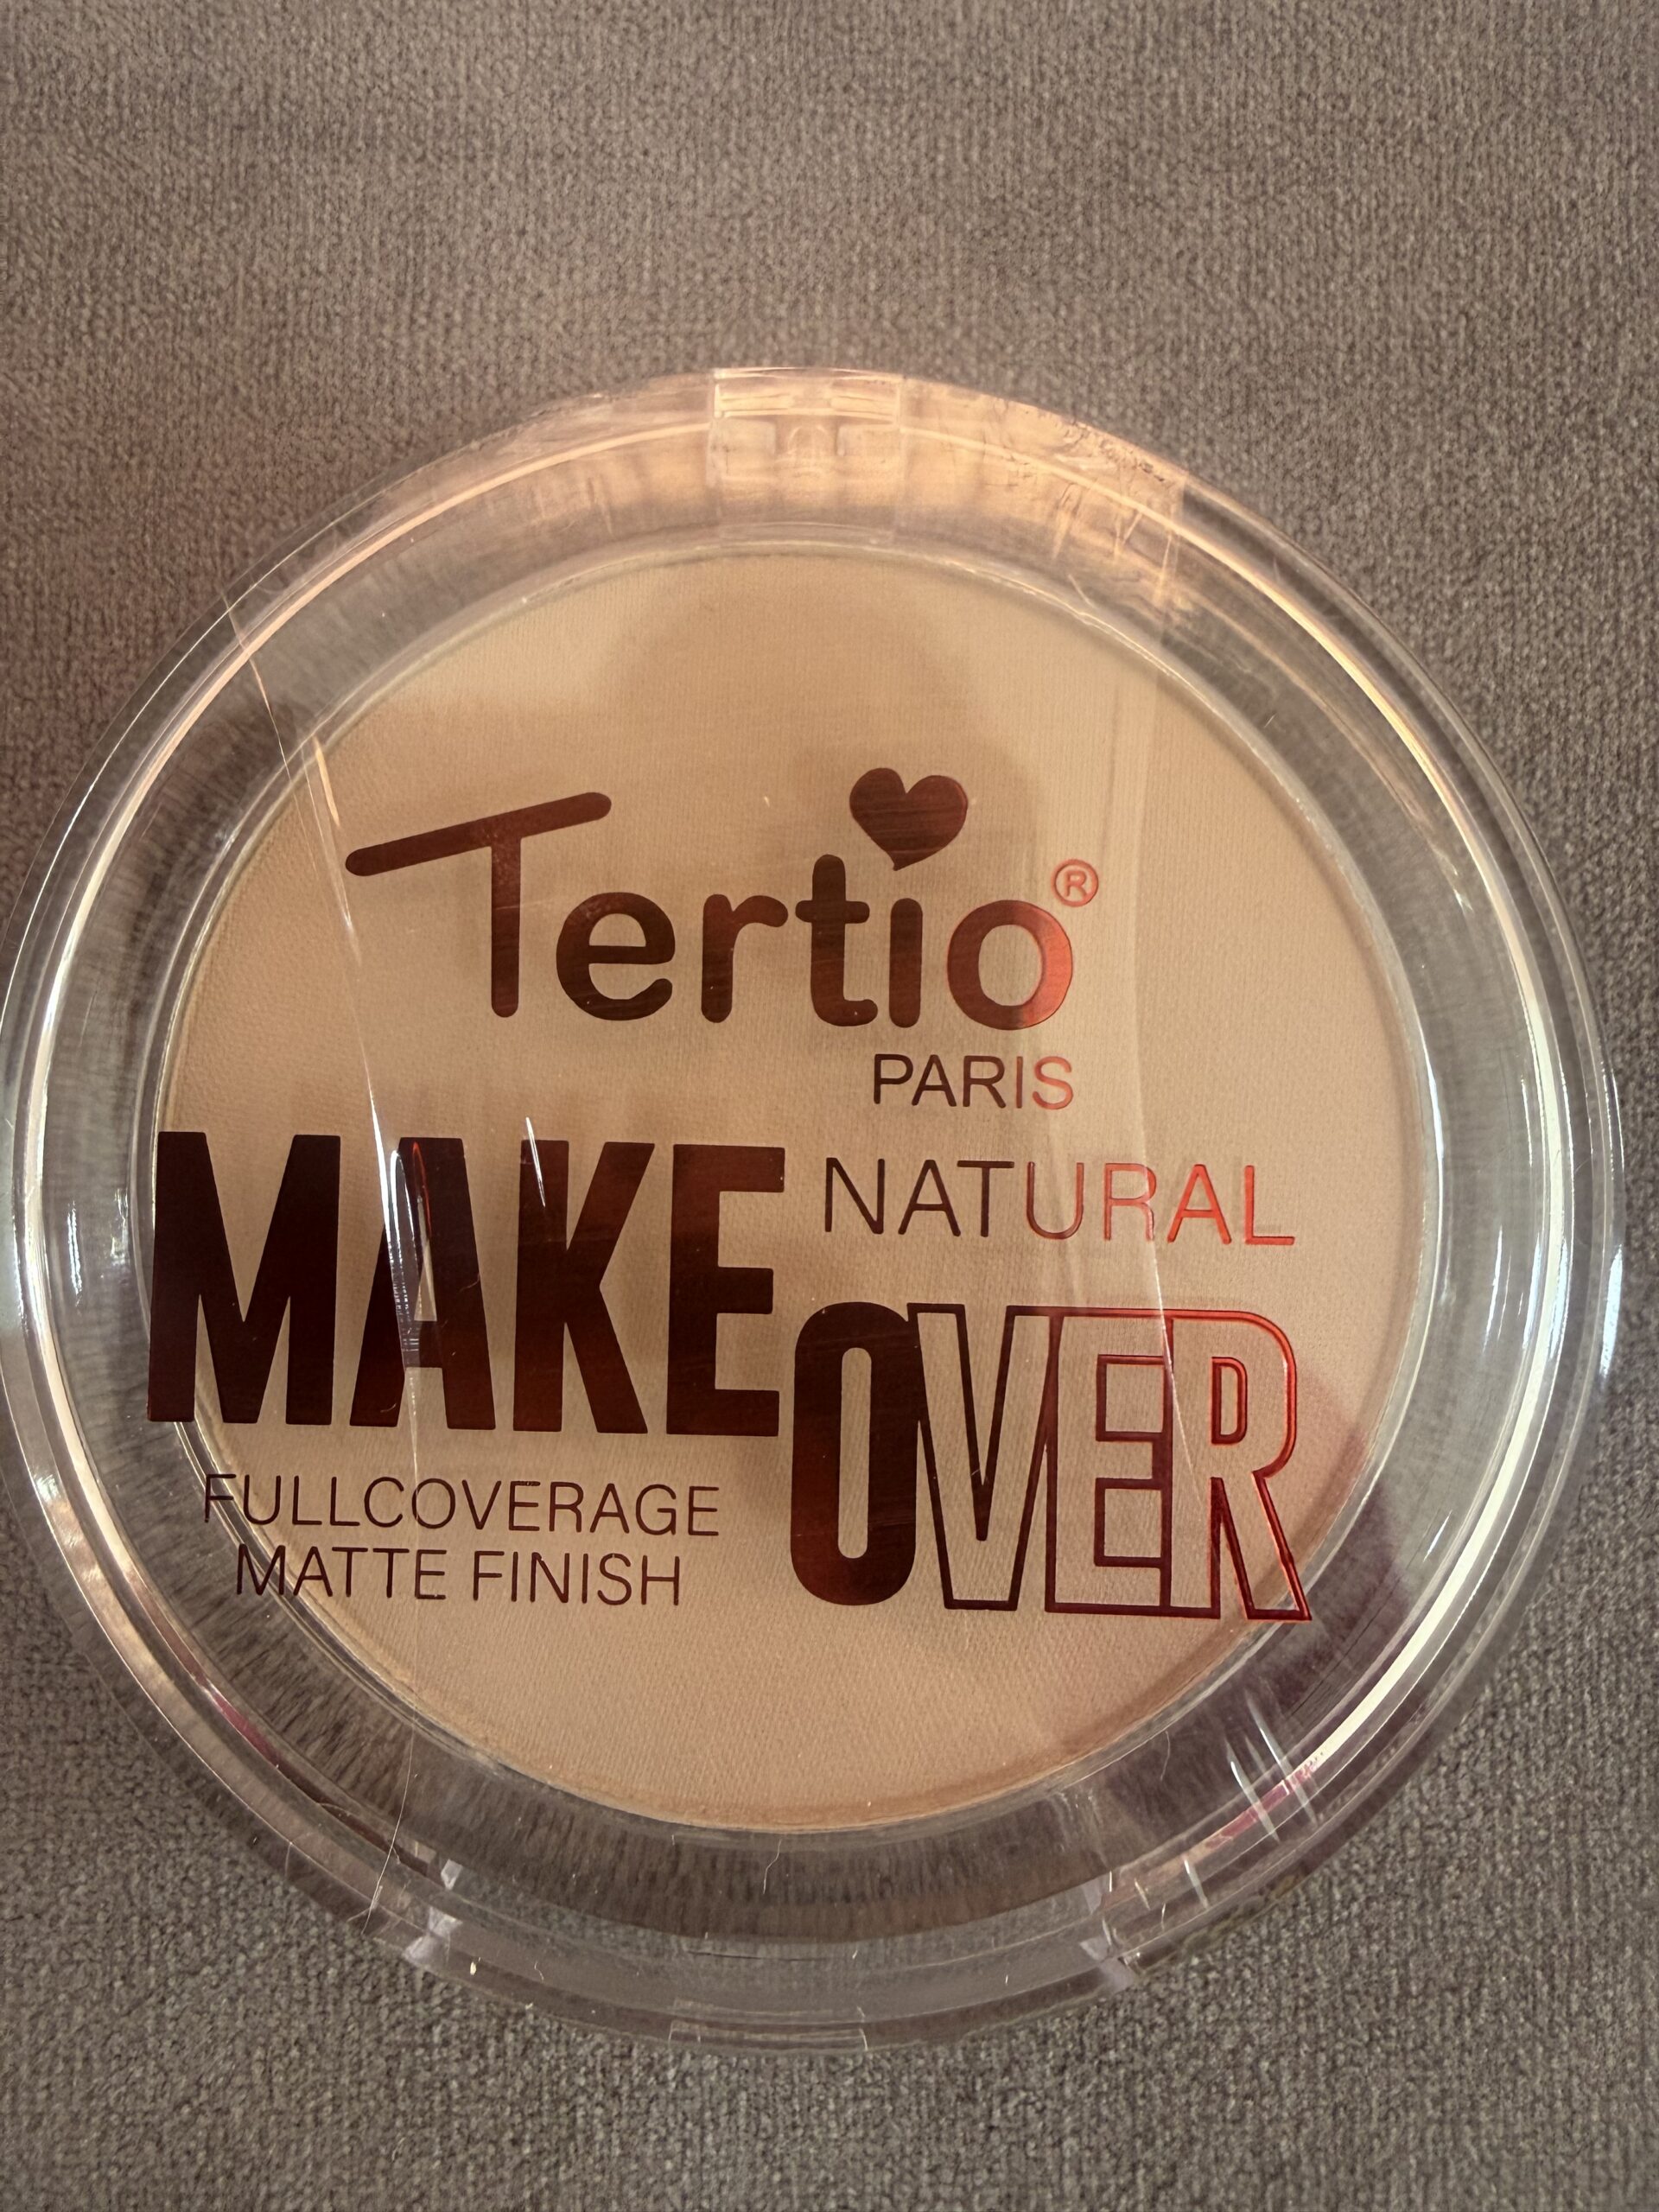 Tertio®
PARIS
MAKE NATURAL
OVER
FULLCOVERAGE
MATTE FINISH